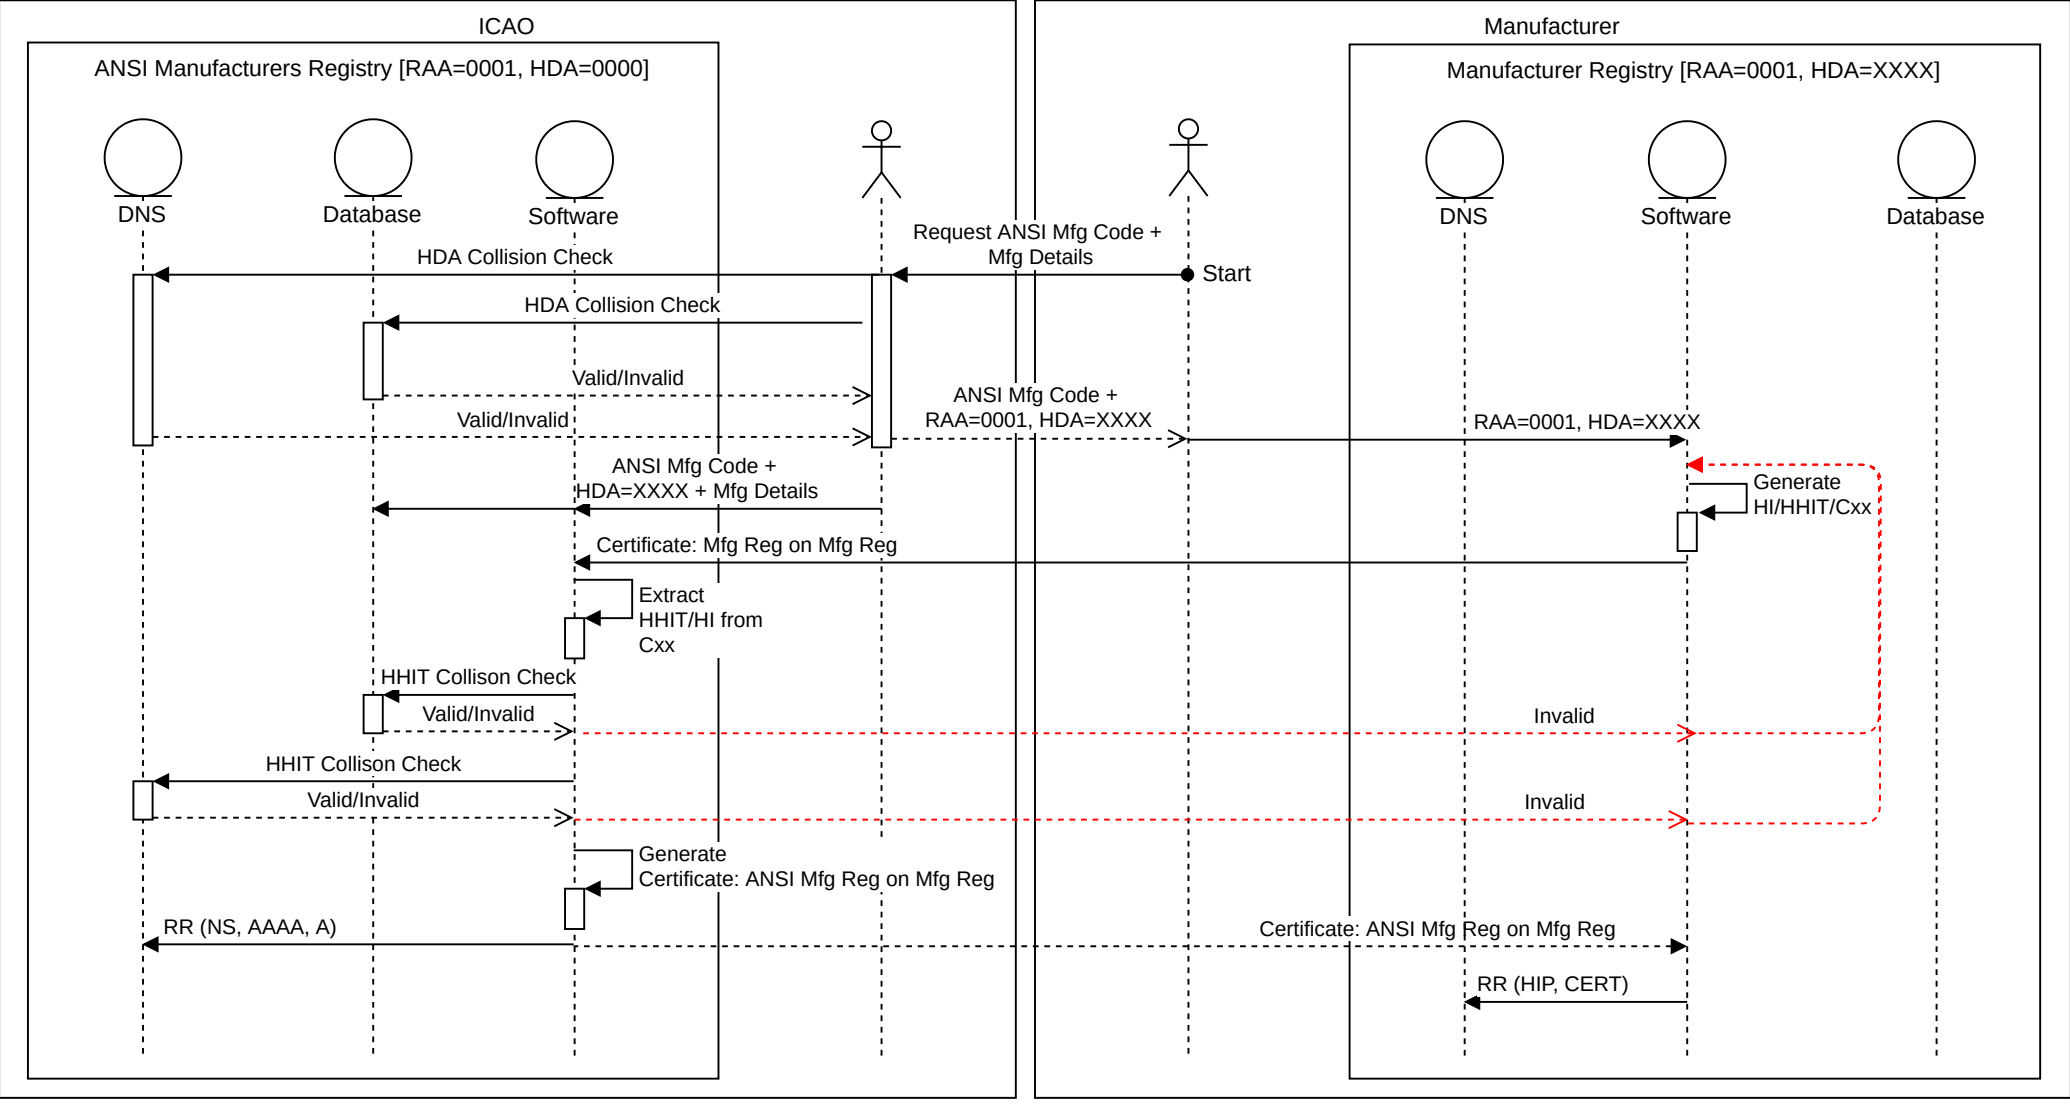 ICAO
Manufacturer
ANSI Manufacturers Registry [RAA=0001, HDA=0000]
Manufacturer Registry [RAA=0001, HDA=XXXX]
DNS
Database
Software
DNS
Software
Database
Request ANSI Mfg Code +
Mfg Details
HDA Collision Check
Start
HDA Collision Check
Valid/Invalid
ANSI Mfg Code +
RAA=0001, HDA=XXXX
Valid/Invalid
RAA=0001, HDA=XXXX
ANSI Mfg Code +
HDA=XXXX + Mfg Details
Generate
HI/HHIT/Cxx
Certificate: Mfg Reg on Mfg Reg
Extract
HHIT/HI from
Cxx
HHIT Collison Check
Valid/Invalid
Invalid
HHIT Collison Check
Valid/Invalid
Invalid
Generate
Certificate: ANSI Mfg Reg on Mfg Reg
RR (NS, AAAA, A)
Certificate: ANSI Mfg Reg on Mfg Reg
RR (HIP, CERT)